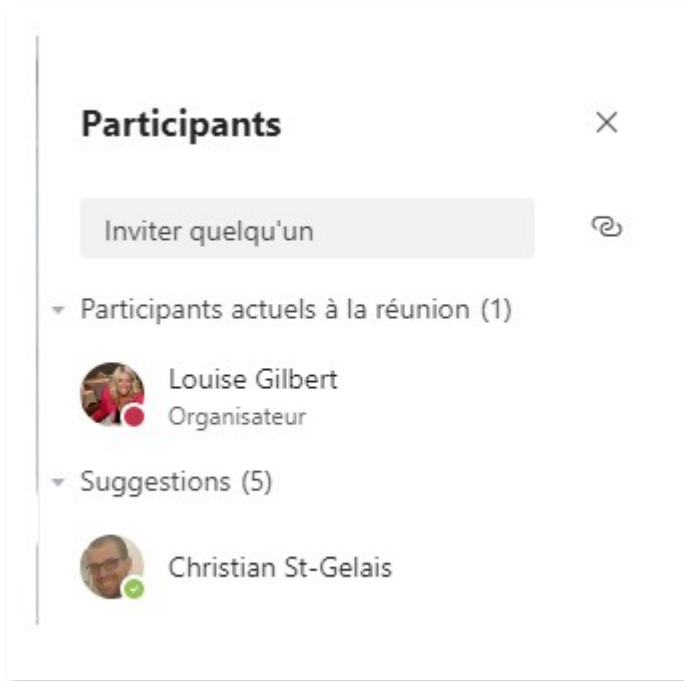 Participants
Inviter quelqu'un
Participants actuels à la réunion (1)
Louise Gilbert
Organisateur
Suggestions (5)
Christian St-Gelais